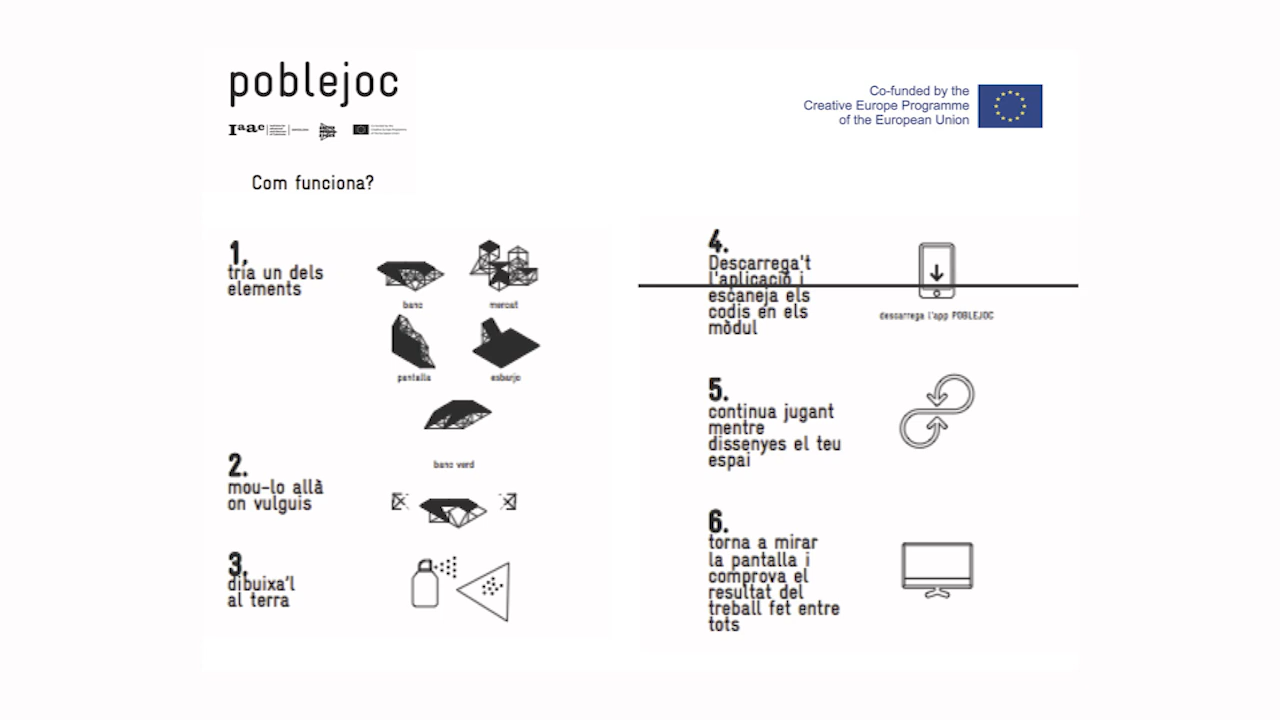 poblejoc
Iaac
Co-funded by the
Creative Europe Programme
of the European Union
Com funciona?
1.
tria un dels
elements
banc
mercat
pantalla
esbarjo
banc verd
2.
mou-lo allà
on vulguis
3.
dibuixa'l
al terra
4.
Descarrega't
l'aplicació i
escaneja els
codis en els
mòdul
descarrega l'app POBLEJOC
5.
continua jugant
mentre
dissenyes el teu
espai
6.
torna a mirar
la pantalla i
comprova el
resultat del
treball fet entre
tots